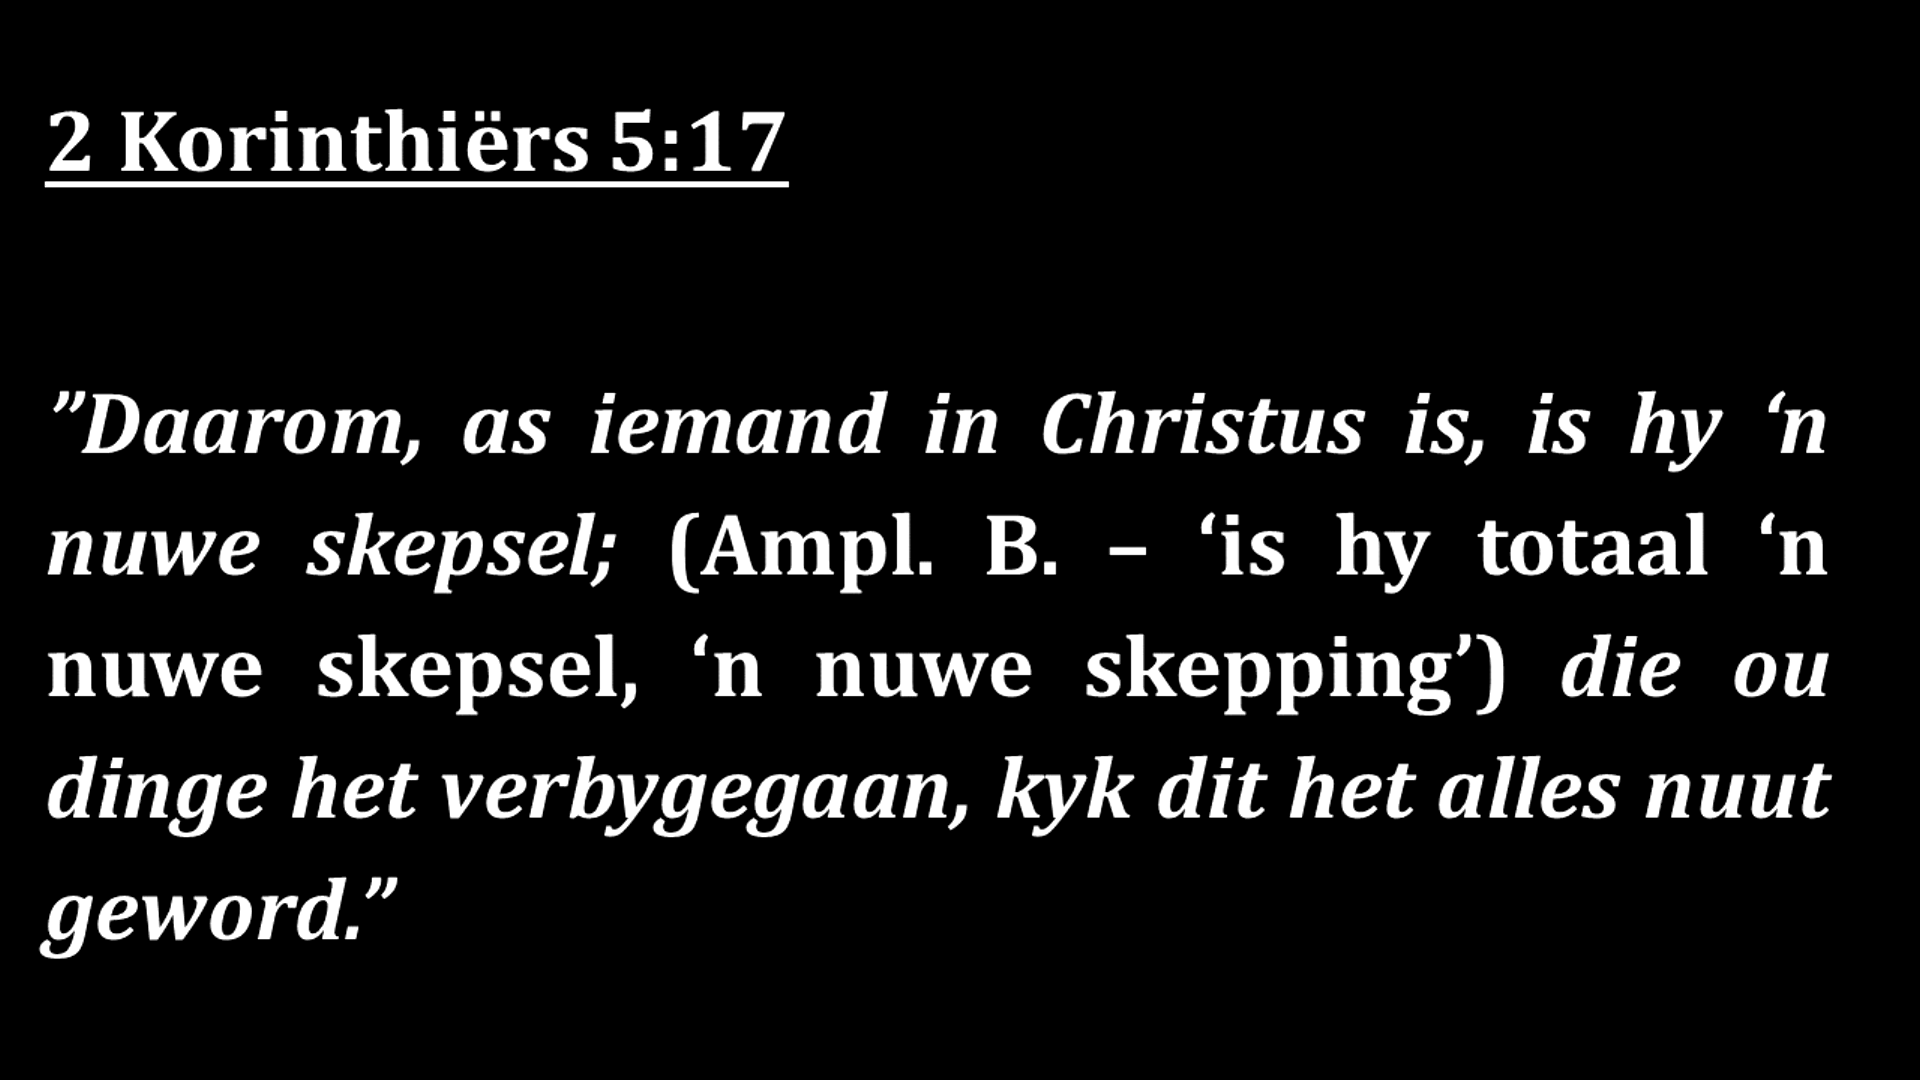 2 Korinthiërs 5:17
”Daarom, as iemand in Christus is, is hy ‘n
nuwe skepsel; (Ampl. B. – ‘is hy totaal ‘n
nuwe skepsel, ‘n nuwe skepping’) die ou
dinge het verbygegaan, kyk dit het alles nuut
geword.”